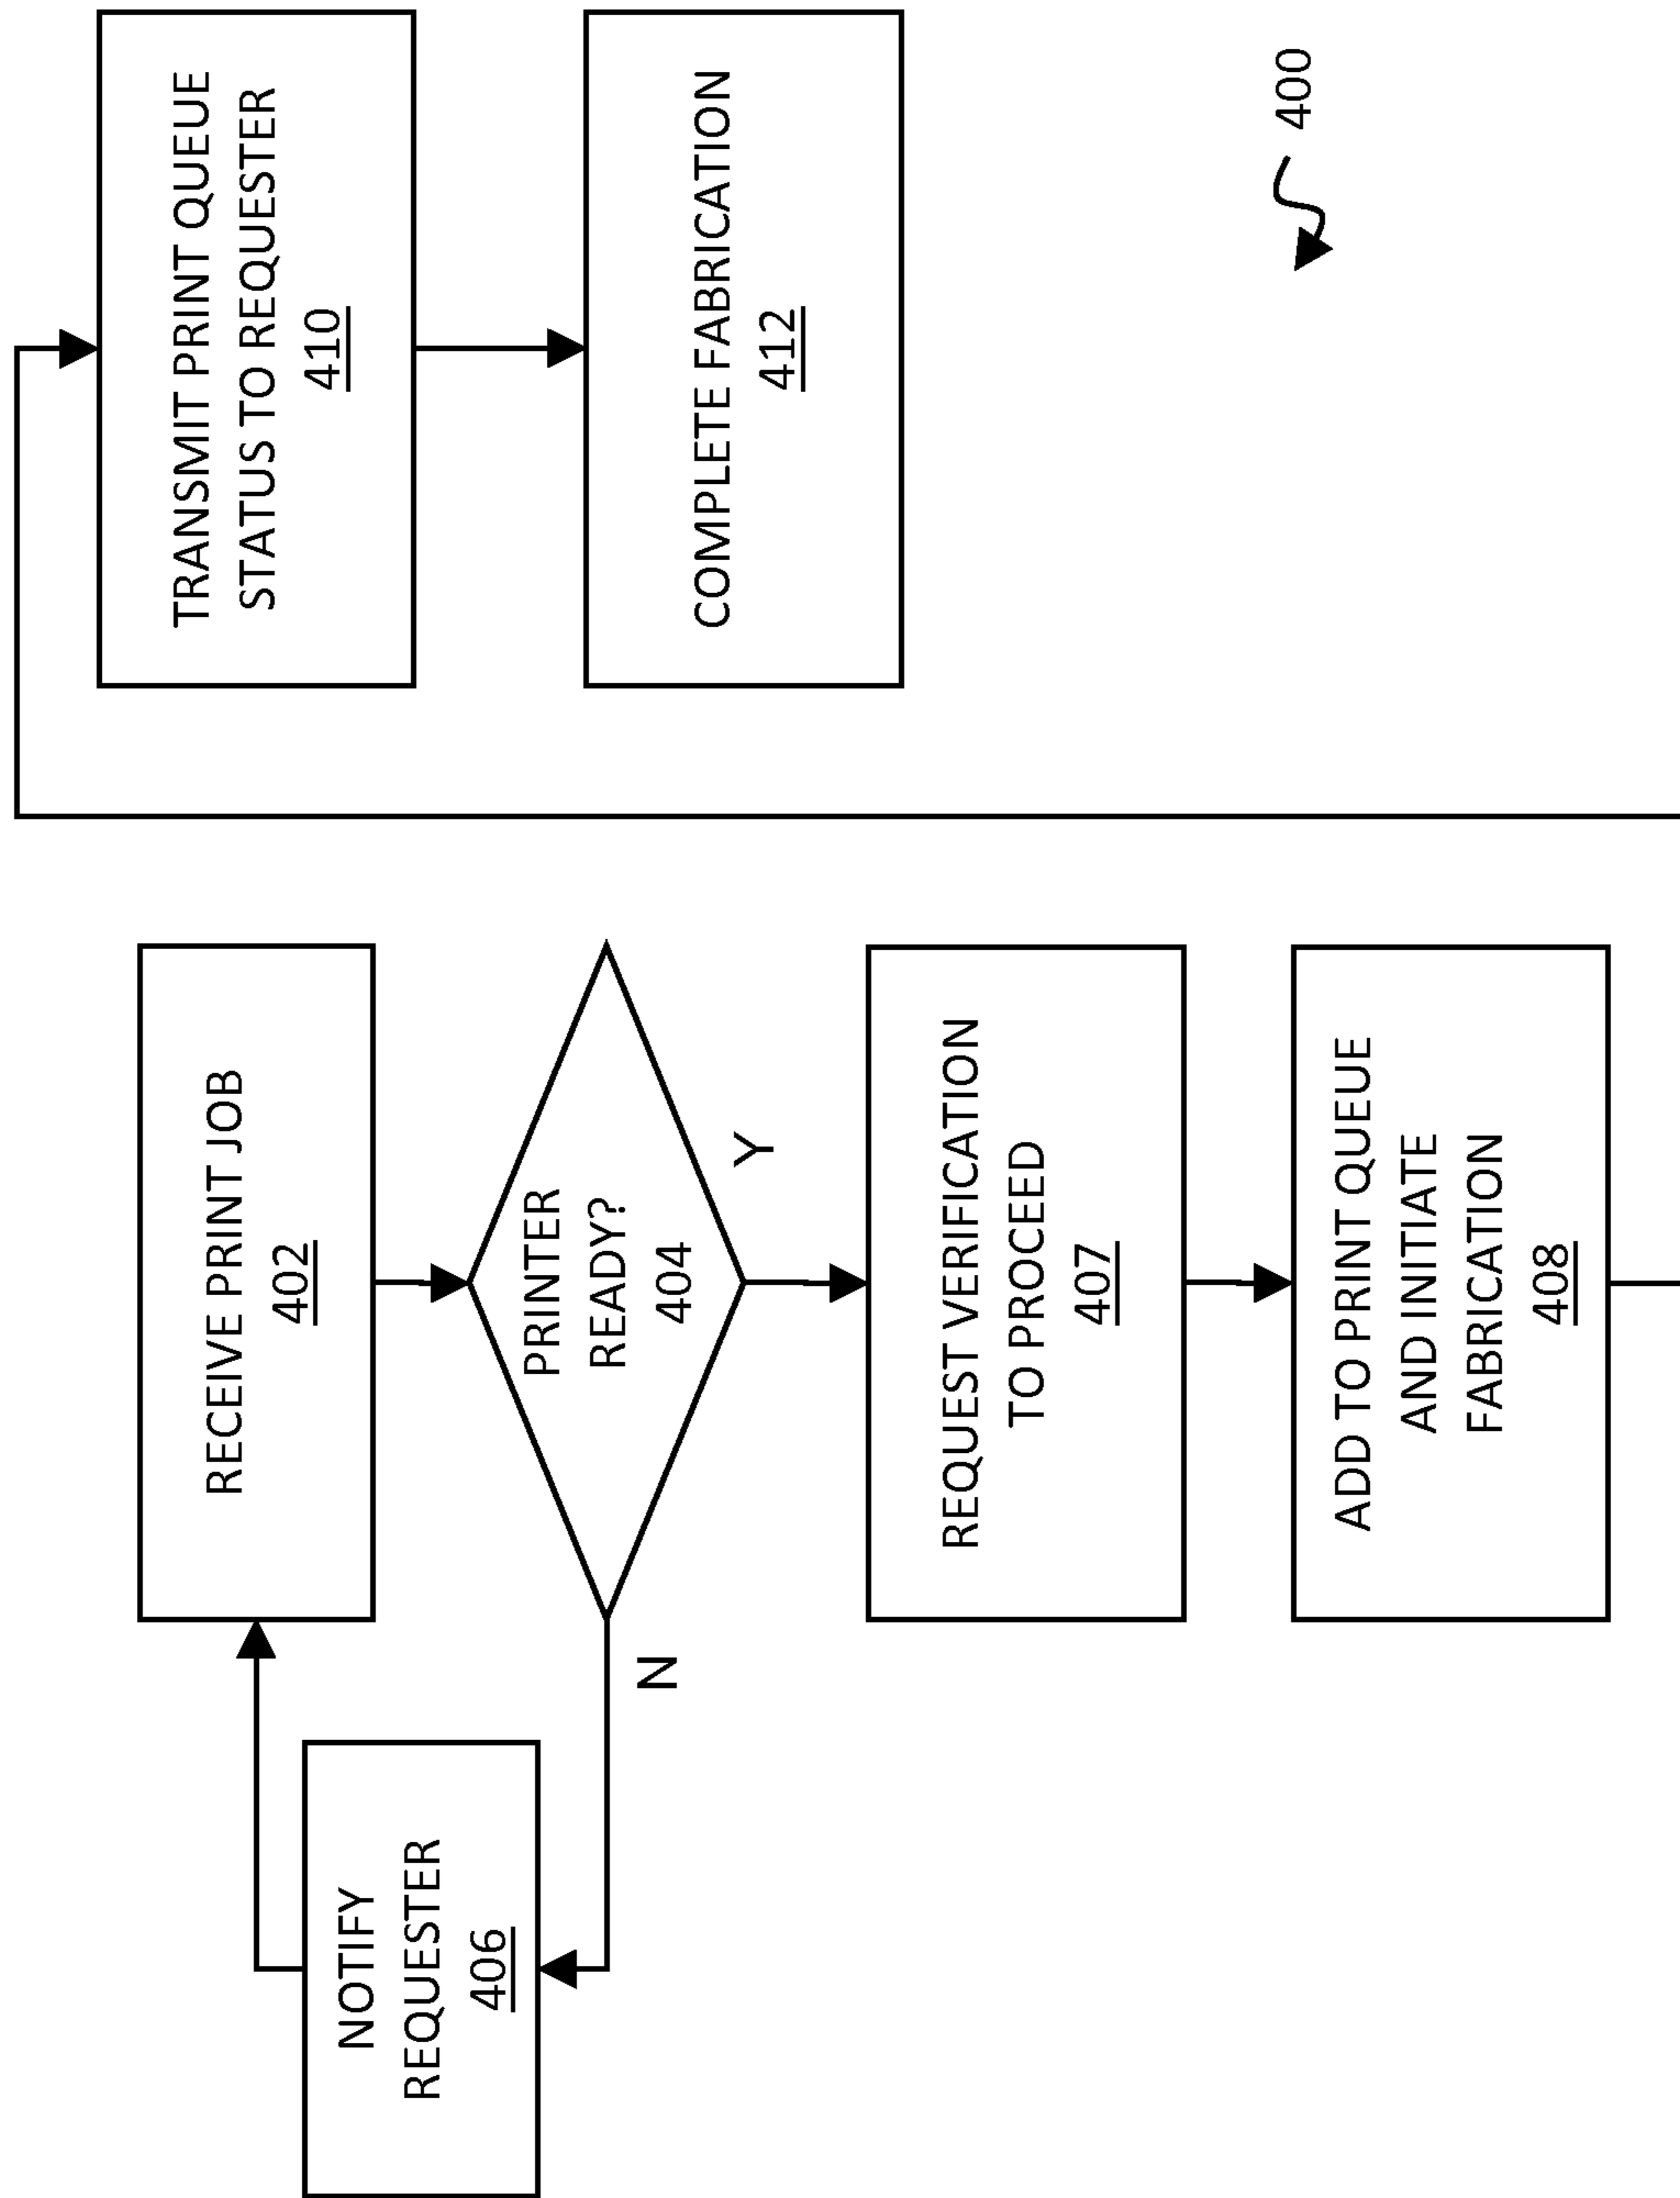 RECEIVE PRINT JOB
402
PRINTER
READY?
404
N
Y
NOTIFY
REQUESTER
406
REQUEST VERIFICATION
TO PROCEED
407
ADD TO PRINT QUEUE
AND INITIATE
FABRICATION
408
TRANSMIT PRINT QUEUE
STATUS TO REQUESTER
410
COMPLETE FABRICATION
412
400